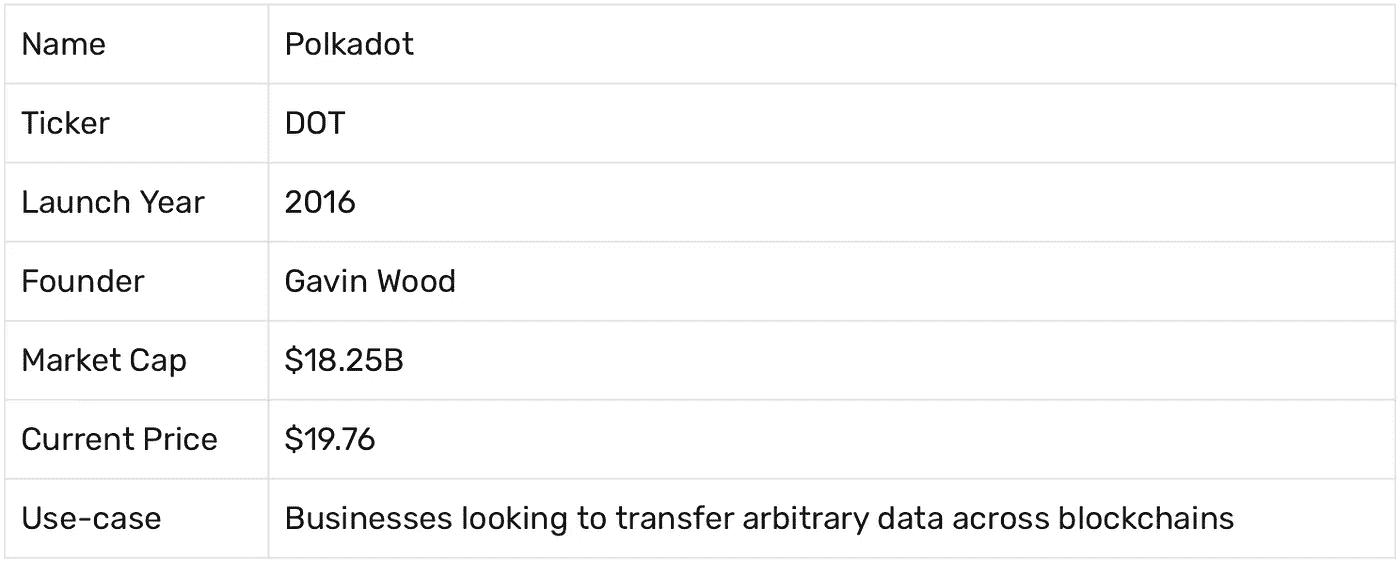 Name Polkadot
Ticker DOT
Launch Year 2016
Founder Gavin Wood
Market Cap $18.25B
Current Price $19.76
Use-case Businesses looking to transfer arbitrary data across blockchains